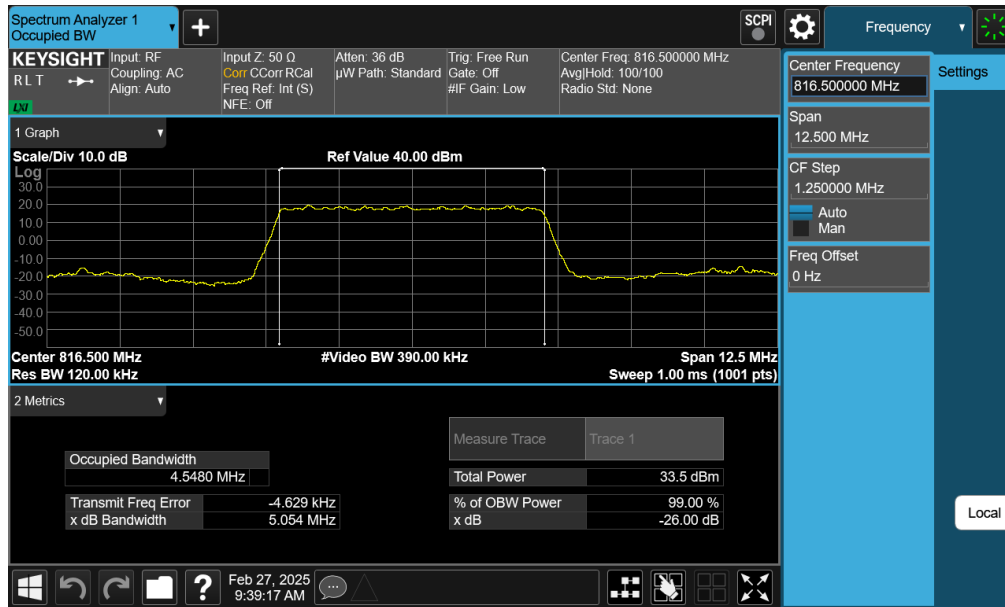 Spectrum Analyzer 1
Occupied BW
+
SCPI
Frequency
KEYSIGHT
R L T
LXI
Input: RF
Coupling: AC
Align: Auto
Input Z: 50 Ω
Corr CCorr RCal
Freq Ref: Int (S)
NFE: Off
Atten: 36 dB
µW Path: Standard
Trig: Free Run
Gate: Off
#IF Gain: Low
Center Freq: 816.500000 MHz
Avg|Hold: 100/100
Radio Std: None
Center Frequency
816.500000 MHz
Settings
Span
12.500 MHz
CF Step
1.250000 MHz
Auto
Man
Freq Offset
0 Hz
Local
1 Graph
Scale/Div 10.0 dB
Ref Value 40.00 dBm
Log
30.0
20.0
10.0
0.00
-10.0
-20.0
-30.0
-40.0
-50.0
Center 816.500 MHz
#Video BW 390.00 kHz
Span 12.5 MHz
Res BW 120.00 kHz
Sweep 1.00 ms (1001 pts)
2 Metrics
Measure Trace
Trace 1
Occupied Bandwidth
4.5480 MHz
Total Power
33.5 dBm
Transmit Freq Error
-4.629 kHz
% of OBW Power
99.00 %
x dB Bandwidth
5.054 MHz
x dB
-26.00 dB
?
Feb 27, 2025
9:39:17 AM